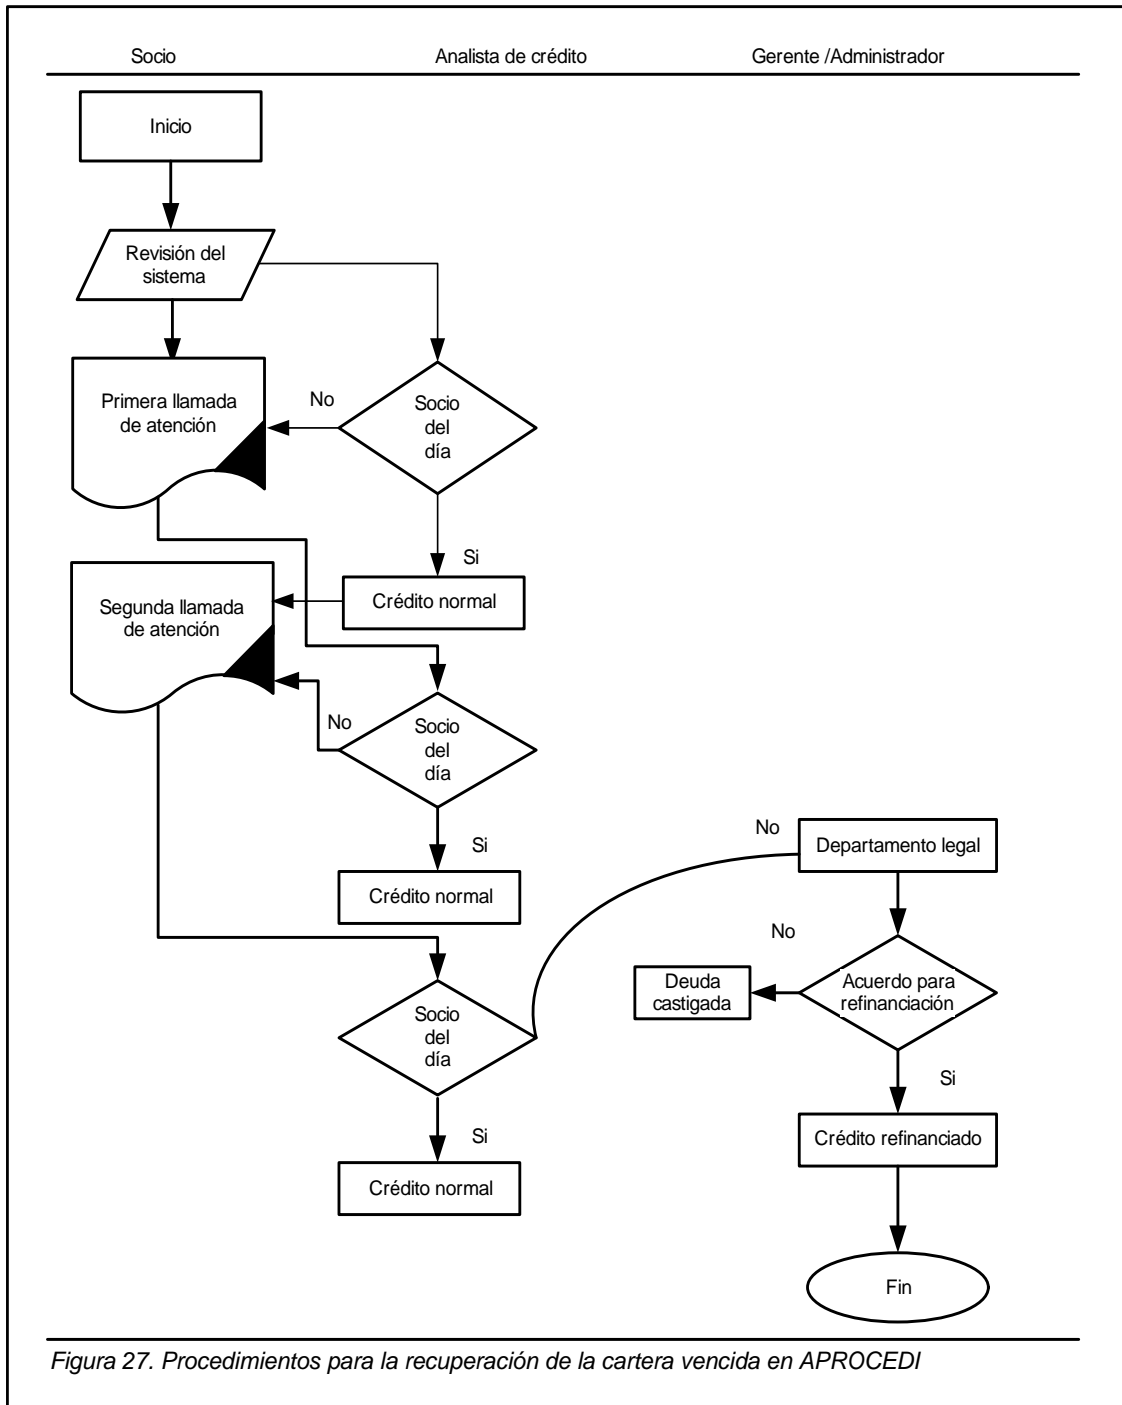 Socio
Analista de crédito
Gerente /Administrador
Inicio
Revisión del
sistema
Primera llamada
de atención
No
Socio
del
día
Si
Crédito normal
Segunda llamada
de atención
No
Socio
del
día
Si
Crédito normal
No
Departamento legal
No
Deuda
castigada
Acuerdo para
refinanciación
Socio
del
día
Si
Crédito refinanciado
Si
Crédito normal
Fin
Figura 27. Procedimientos para la recuperación de la cartera vencida en APROCEDI